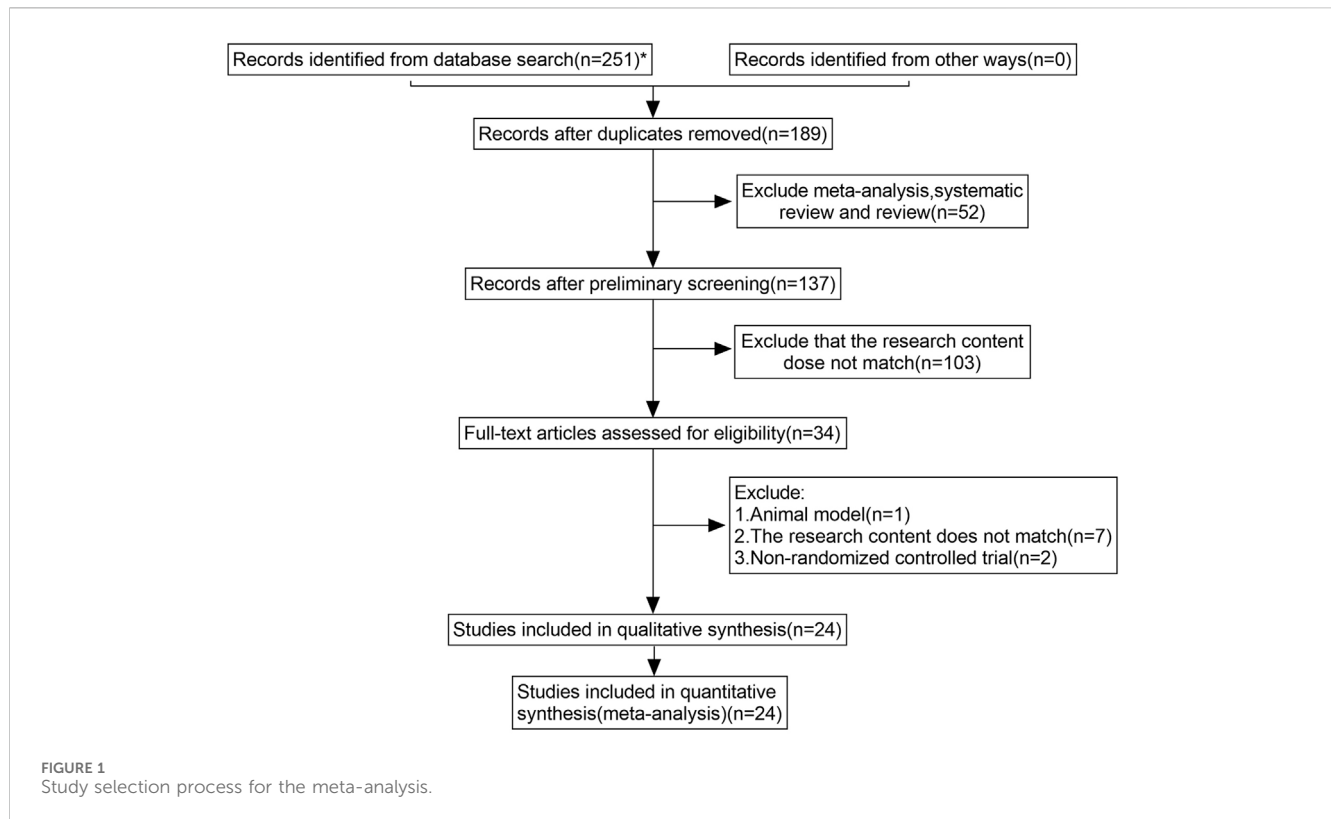 Records identified from database search(n=251)*
Records identified from other ways(n=0)
Records after duplicates removed(n=189)
Exclude meta-analysis,systematic
review and review(n=52)
Records after preliminary screening(n=137)
Exclude that the research content
dose not match(n=103)
Full-text articles assessed for eligibility(n=34)
Exclude:
1.Animal model(n=1)
2.The research content does not match(n=7)
3.Non-randomized controlled trial(n=2)
Studies included in qualitative synthesis(n=24)
Studies included in quantitative
synthesis(meta-analysis)(n=24)
FIGURE 1
Study selection process for the meta-analysis.